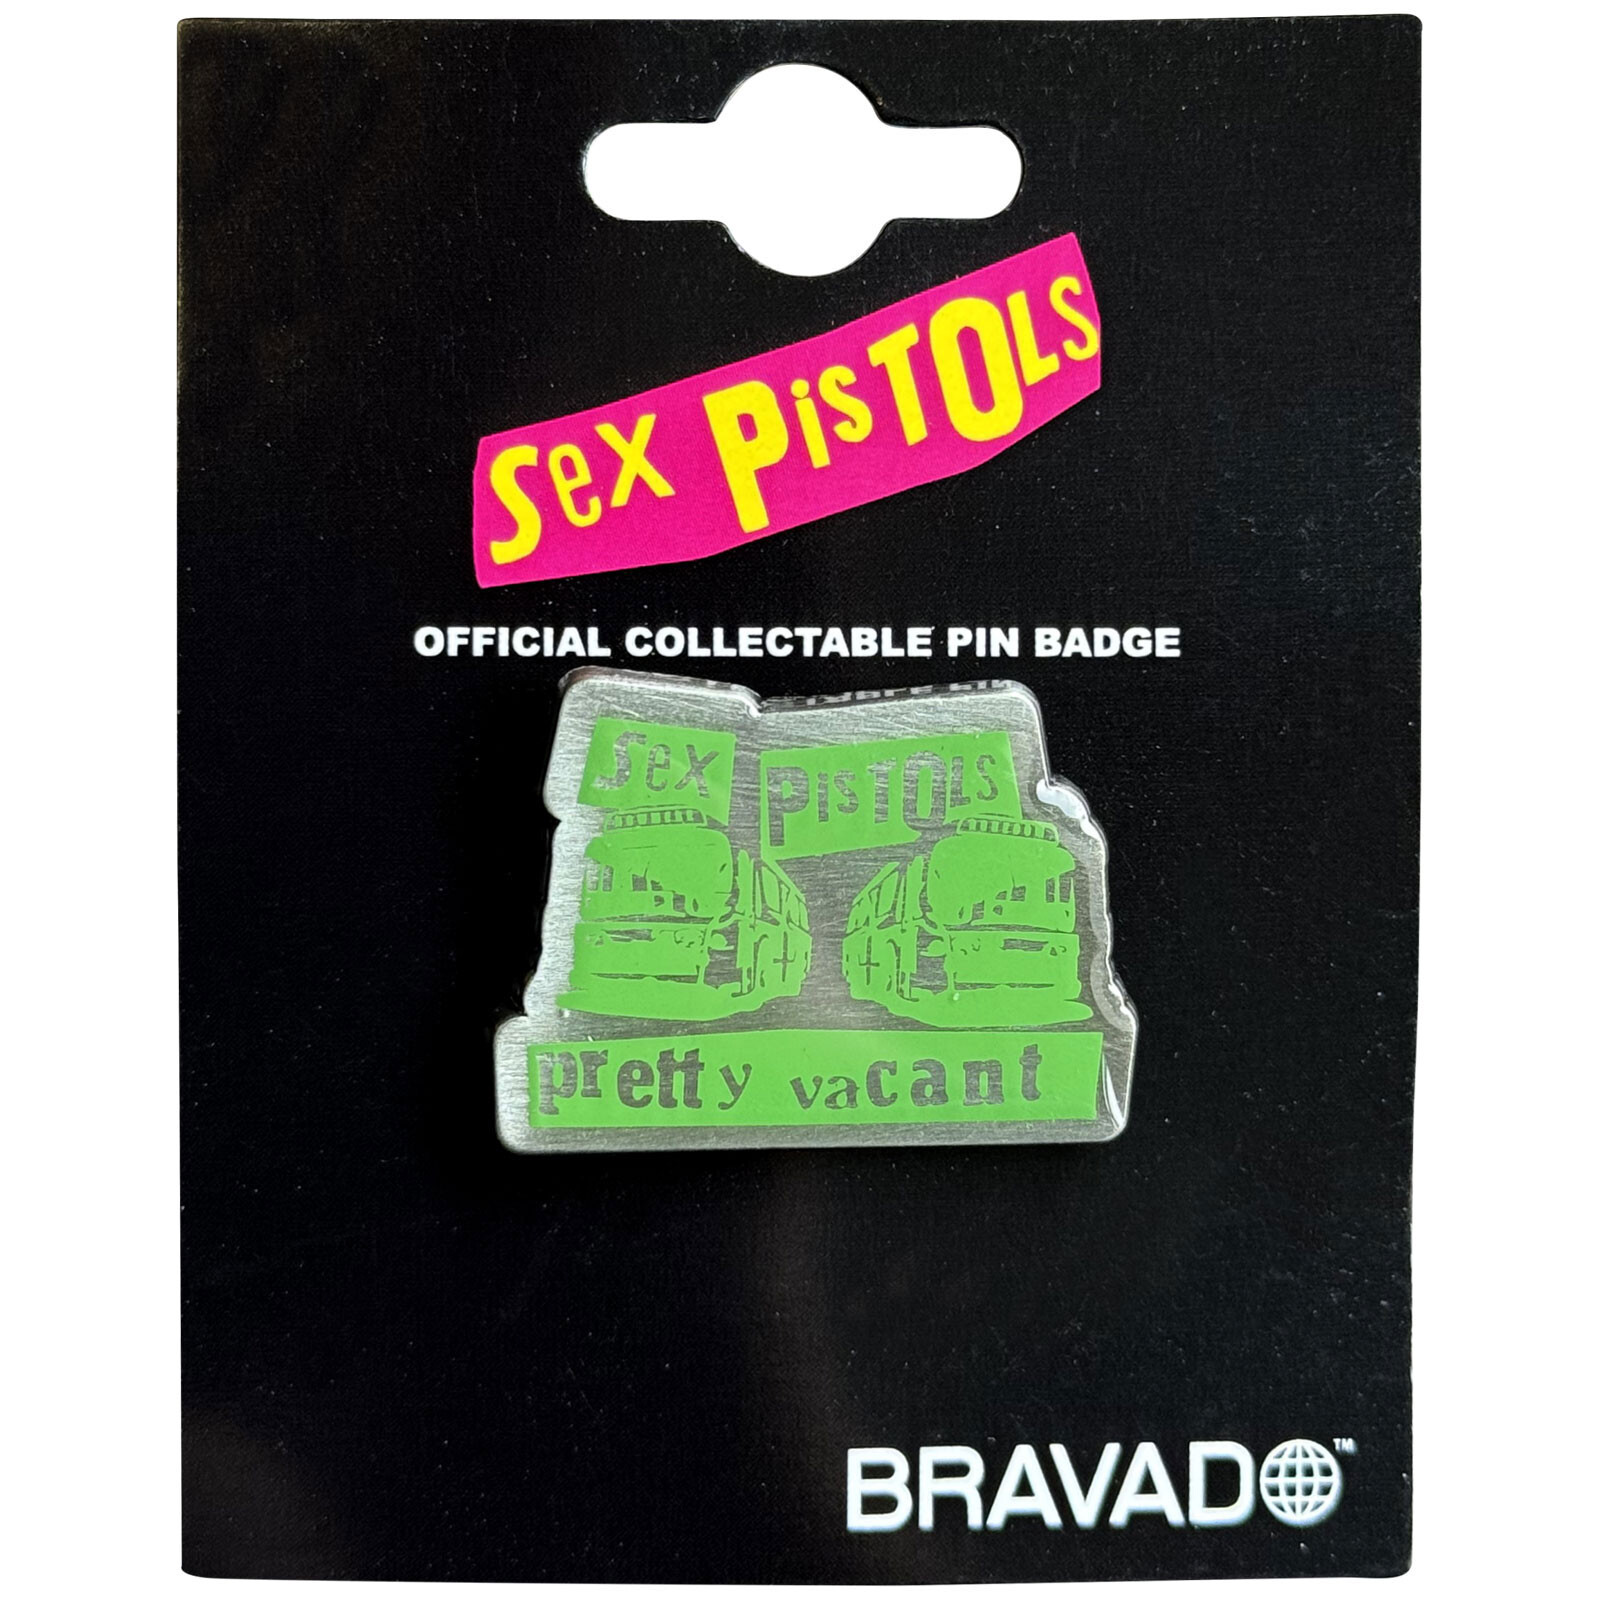 Sex PisTOLS
OFFICIAL COLLECTABLE PIN BADGE
Sex PisTOLS
pretty vacant
BRAVADO™